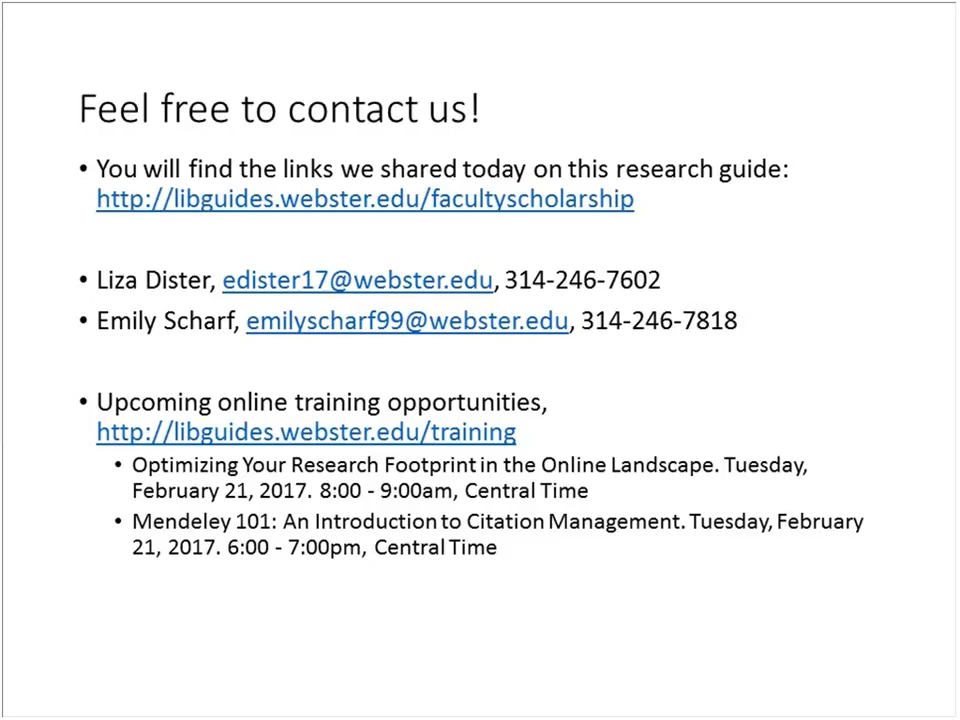 Feel free to contact us!
• You will find the links we shared today on this research guide:
http://libguides.webster.edu/facultyscholarship
• Liza Dister, edister17@webster.edu, 314-246-7602
• Emily Scharf, emilyscharf99@webster.edu, 314-246-7818
• Upcoming online training opportunities,
http://libguides.webster.edu/training
• Optimizing Your Research Footprint in the Online Landscape. Tuesday,
February 21, 2017. 8:00 - 9:00am, Central Time
• Mendeley 101: An Introduction to Citation Management. Tuesday, February
21, 2017. 6:00 - 7:00pm, Central Time